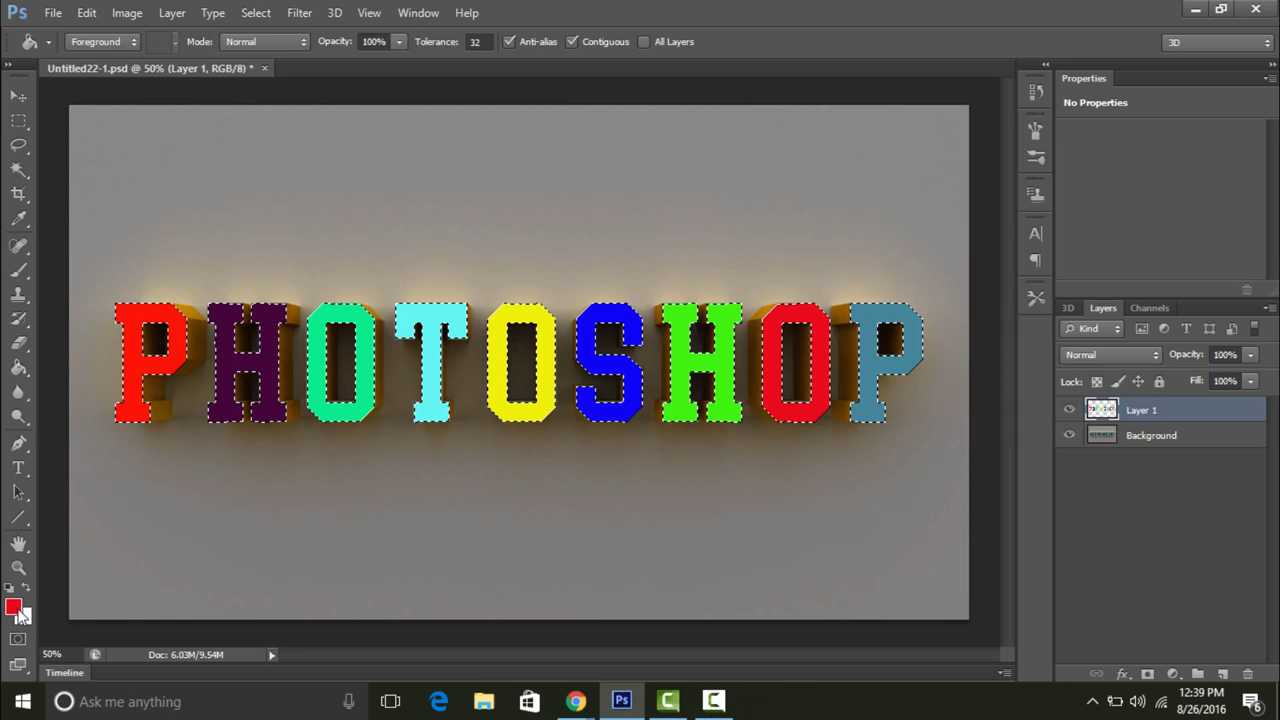 Ps File Edit Image Layer Type Select Filter 3D View Window Help
Foreground Mode: Normal Opacity: 100% Tolerance: 32 Anti-alias Contiguous All Layers 3D
Untitled22-1.psd @ 50% (Layer 1, RGB/8) * ×
Properties
No Properties
PHOTOSHOP
3D Layers Channels
Kind
Normal Opacity: 100%
Lock: Fill: 100%
Layer 1
Background
50% Doc: 6.03M/9.54M
Timeline
Ask me anything
12:39 PM
8/26/2016
6